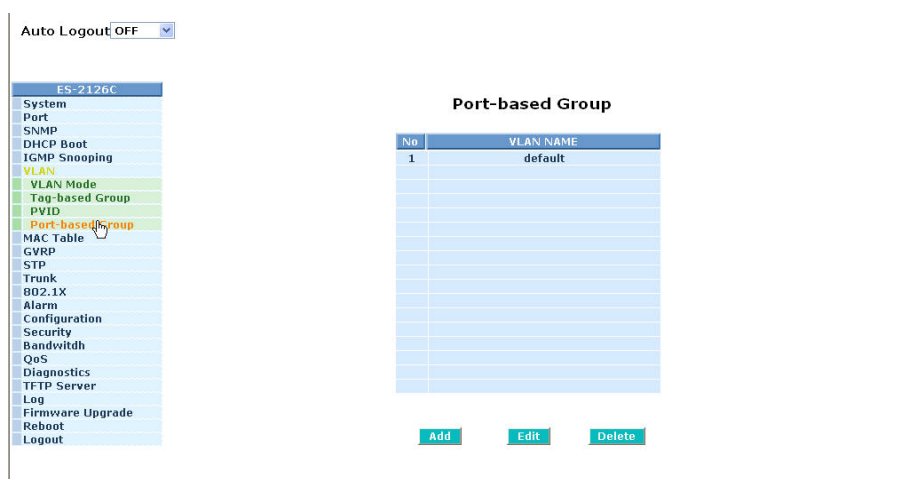 Auto Logout OFF
ES-2126C
System
Port
SNMP
DHCP Boot
IGMP Snooping
VLAN
VLAN Mode
Tag-based Group
PVID
Port-based Group
MAC Table
GVRP
STP
Trunk
802.1X
Alarm
Configuration
Security
Bandwitdh
QoS
Diagnostics
TFTP Server
Log
Firmware Upgrade
Reboot
Logout
Port-based Group
No VLAN NAME
1 default
Add Edit Delete